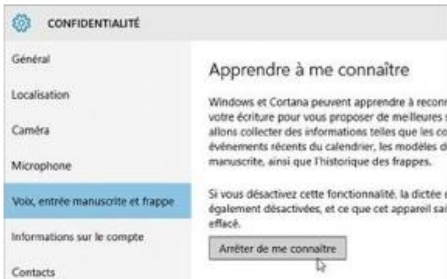 CONFIDENTIALITÉ
Général
Localisation
Caméra
Microphone
Voix, entrée manuscrite et frappe
Informations sur le compte
Contacts
Apprendre à me connaître
Windows et Cortana peuvent apprendre à
votre écriture pour vous proposer de meilleures
allons collecter des informations telles que les
événements récents du calendrier, les modèles
manuscrite, ainsi que l'historique des frappes.
Si vous désactivez cette fonctionnalité, la dictée
également désactivées, et ce que cet appareil
effacé.
Arrêter de me connaître